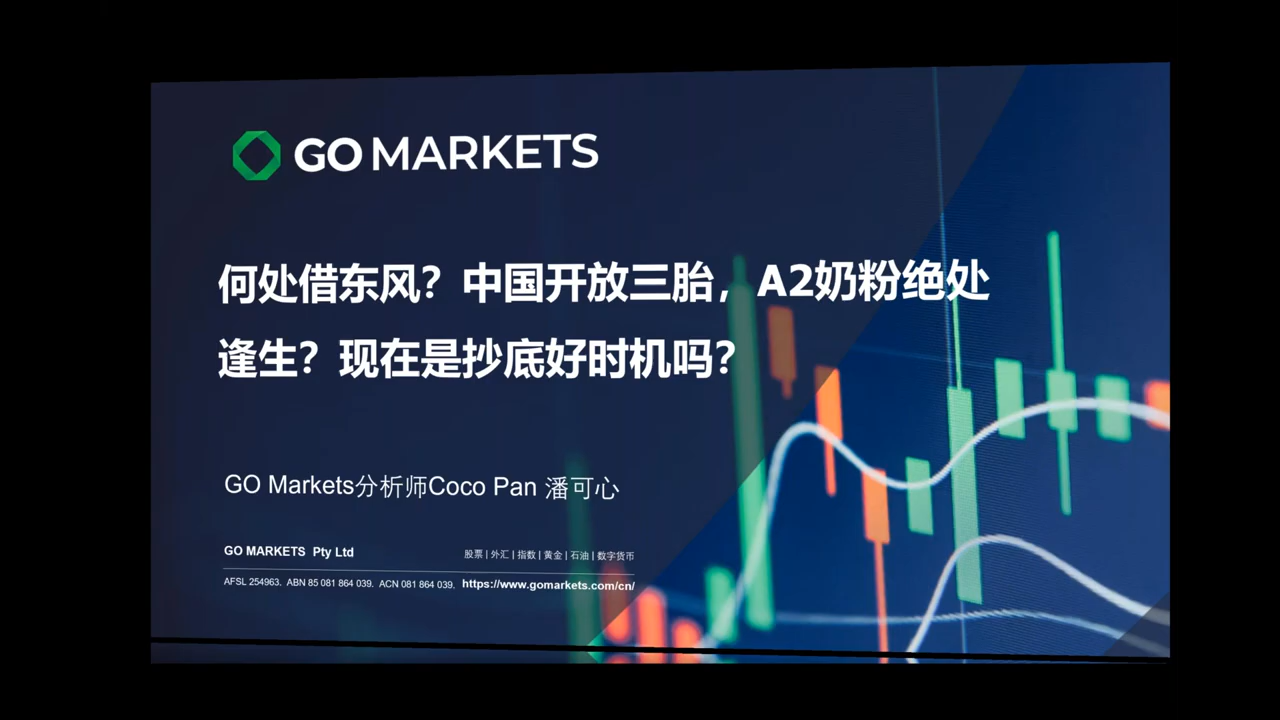 GO MARKETS
何处借东风？中国开放三胎，A2奶粉绝处
逢生？现在是抄底好时机吗？
GO Markets分析师Coco Pan 潘可心
GO MARKETS Pty Ltd
股票 | 外汇 | 指数 | 黄金 | 石油 | 数字货币
AFSL 254963. ABN 85 081 864 039. ACN 081 864 039. https://www.gomarkets.com/cn/